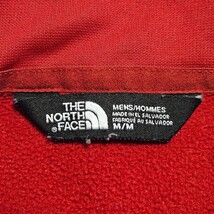 THE
NORTH
FACE
®
MENS/HOMMES
MADE IN EL SALVADOR
FABRIQUÉ AU SALVADOR
M/M